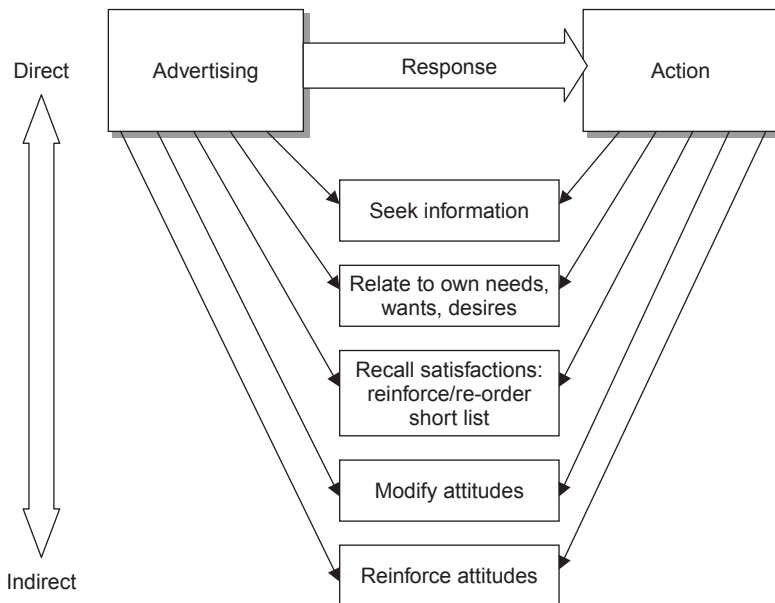 Direct
Advertising
Response
Action
Seek information
Relate to own needs,
wants, desires
Recall satisfactions:
reinforce/re-order
short list
Modify attitudes
Reinforce attitudes
Indirect